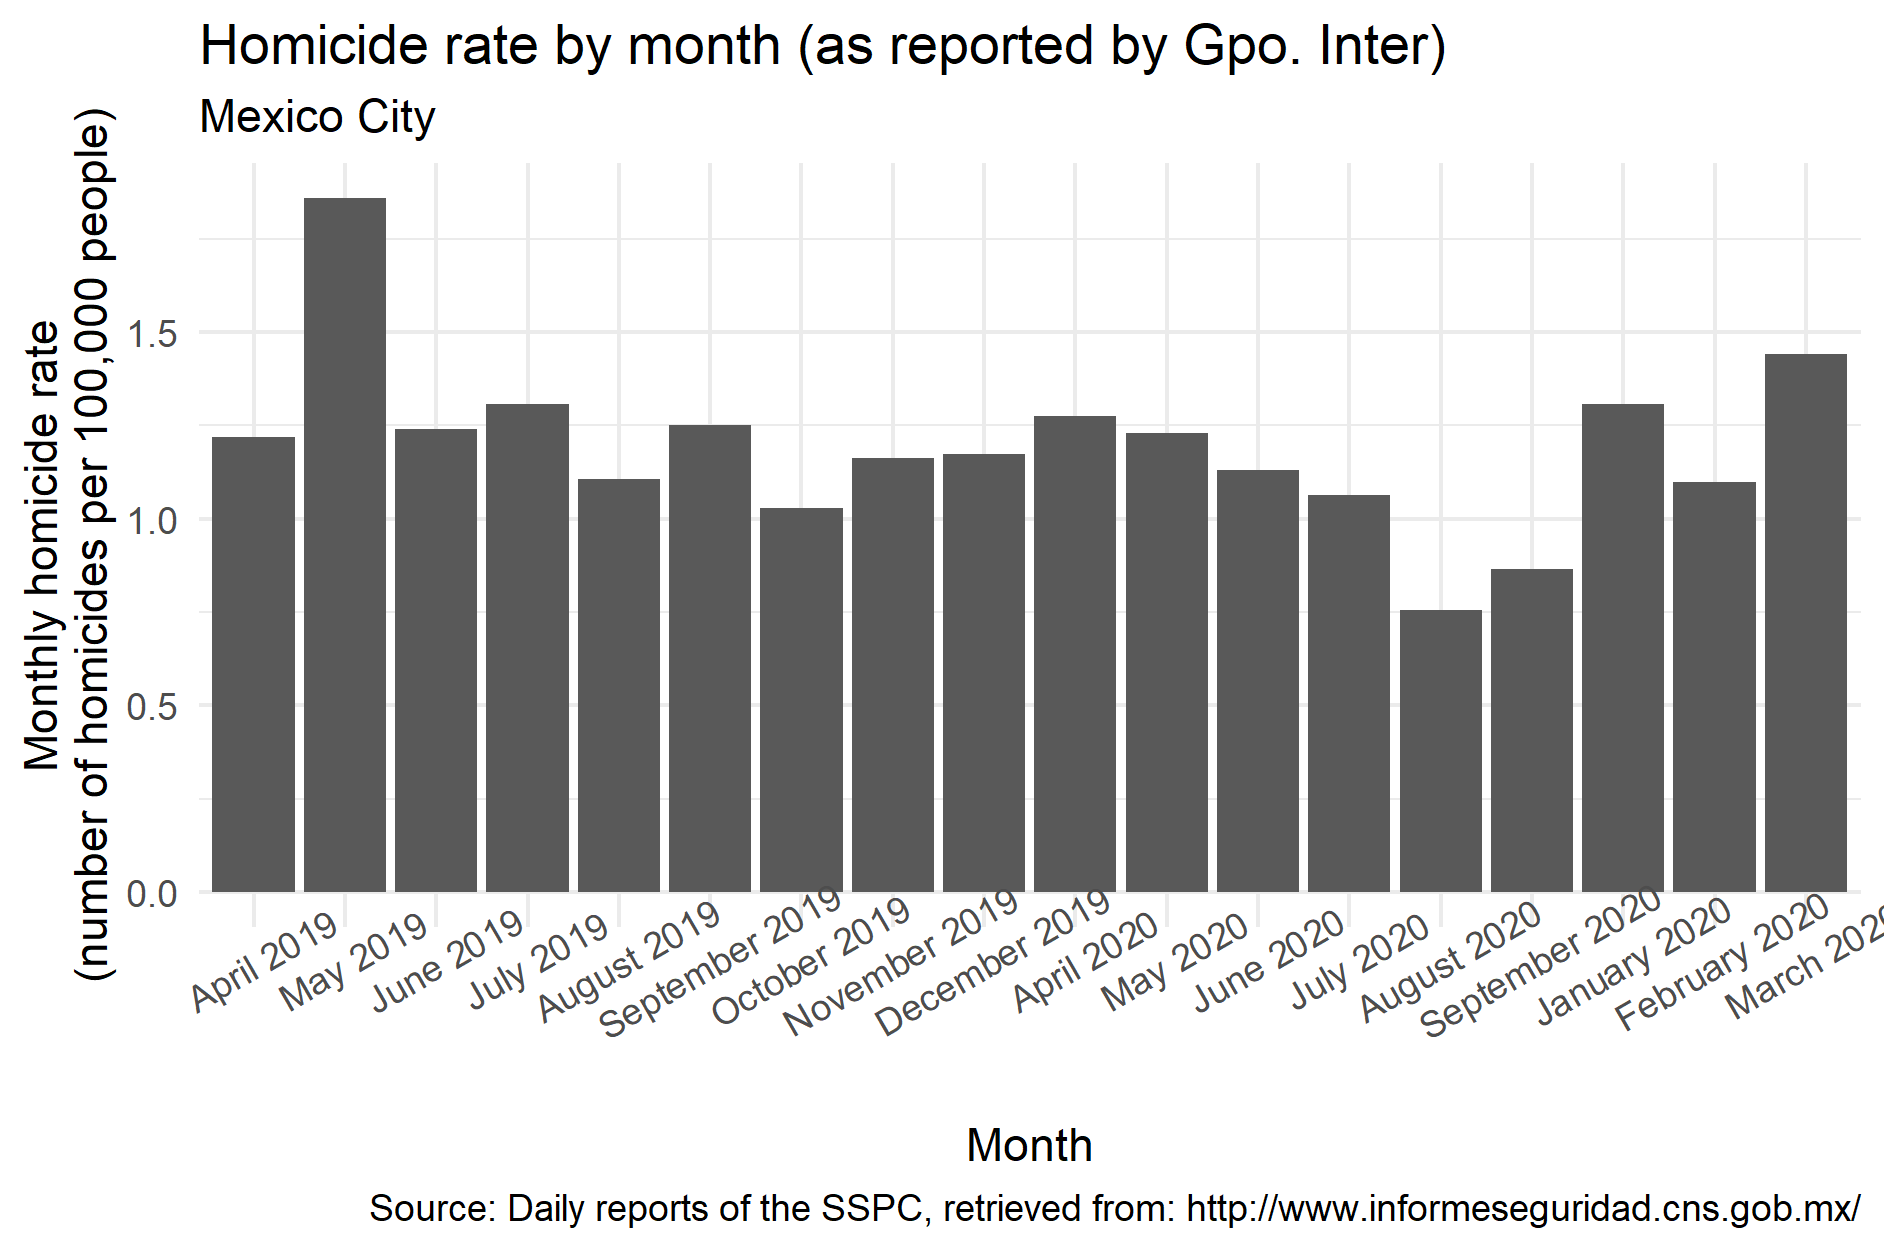 Homicide rate by month (as reported by Gpo. Inter)
Mexico City
Monthly homicide rate
(number of homicides per 100,000 people)
1.5
1.0
0.5
0.0
April 2019
May 2019
June 2019
July 2019
August 2019
September 2019
October 2019
November 2019
December 2019
April 2020
May 2020
June 2020
July 2020
August 2020
September 2020
January 2020
February 2020
March 2020
Month
Source: Daily reports of the SSPC, retrieved from: http://www.informeseguridad.cns.gob.mx/